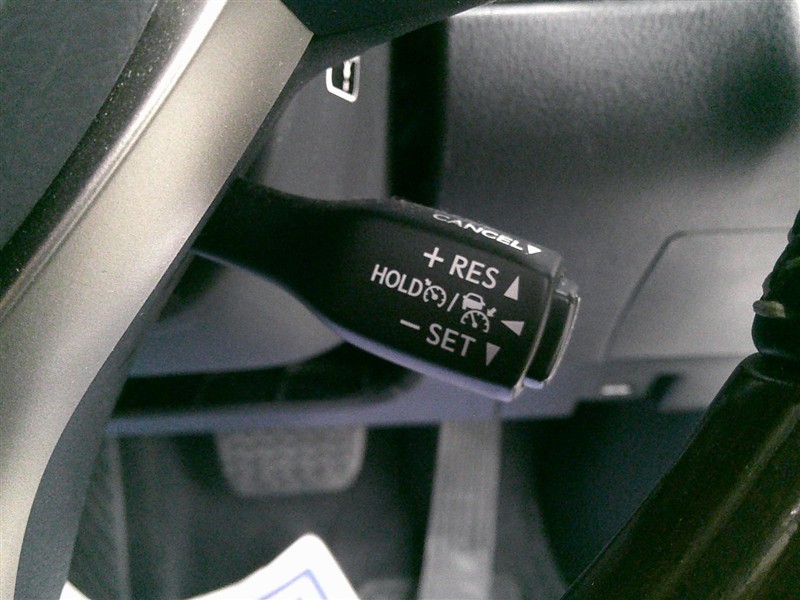 CANCEL
+ RES
HOLD /
- SET